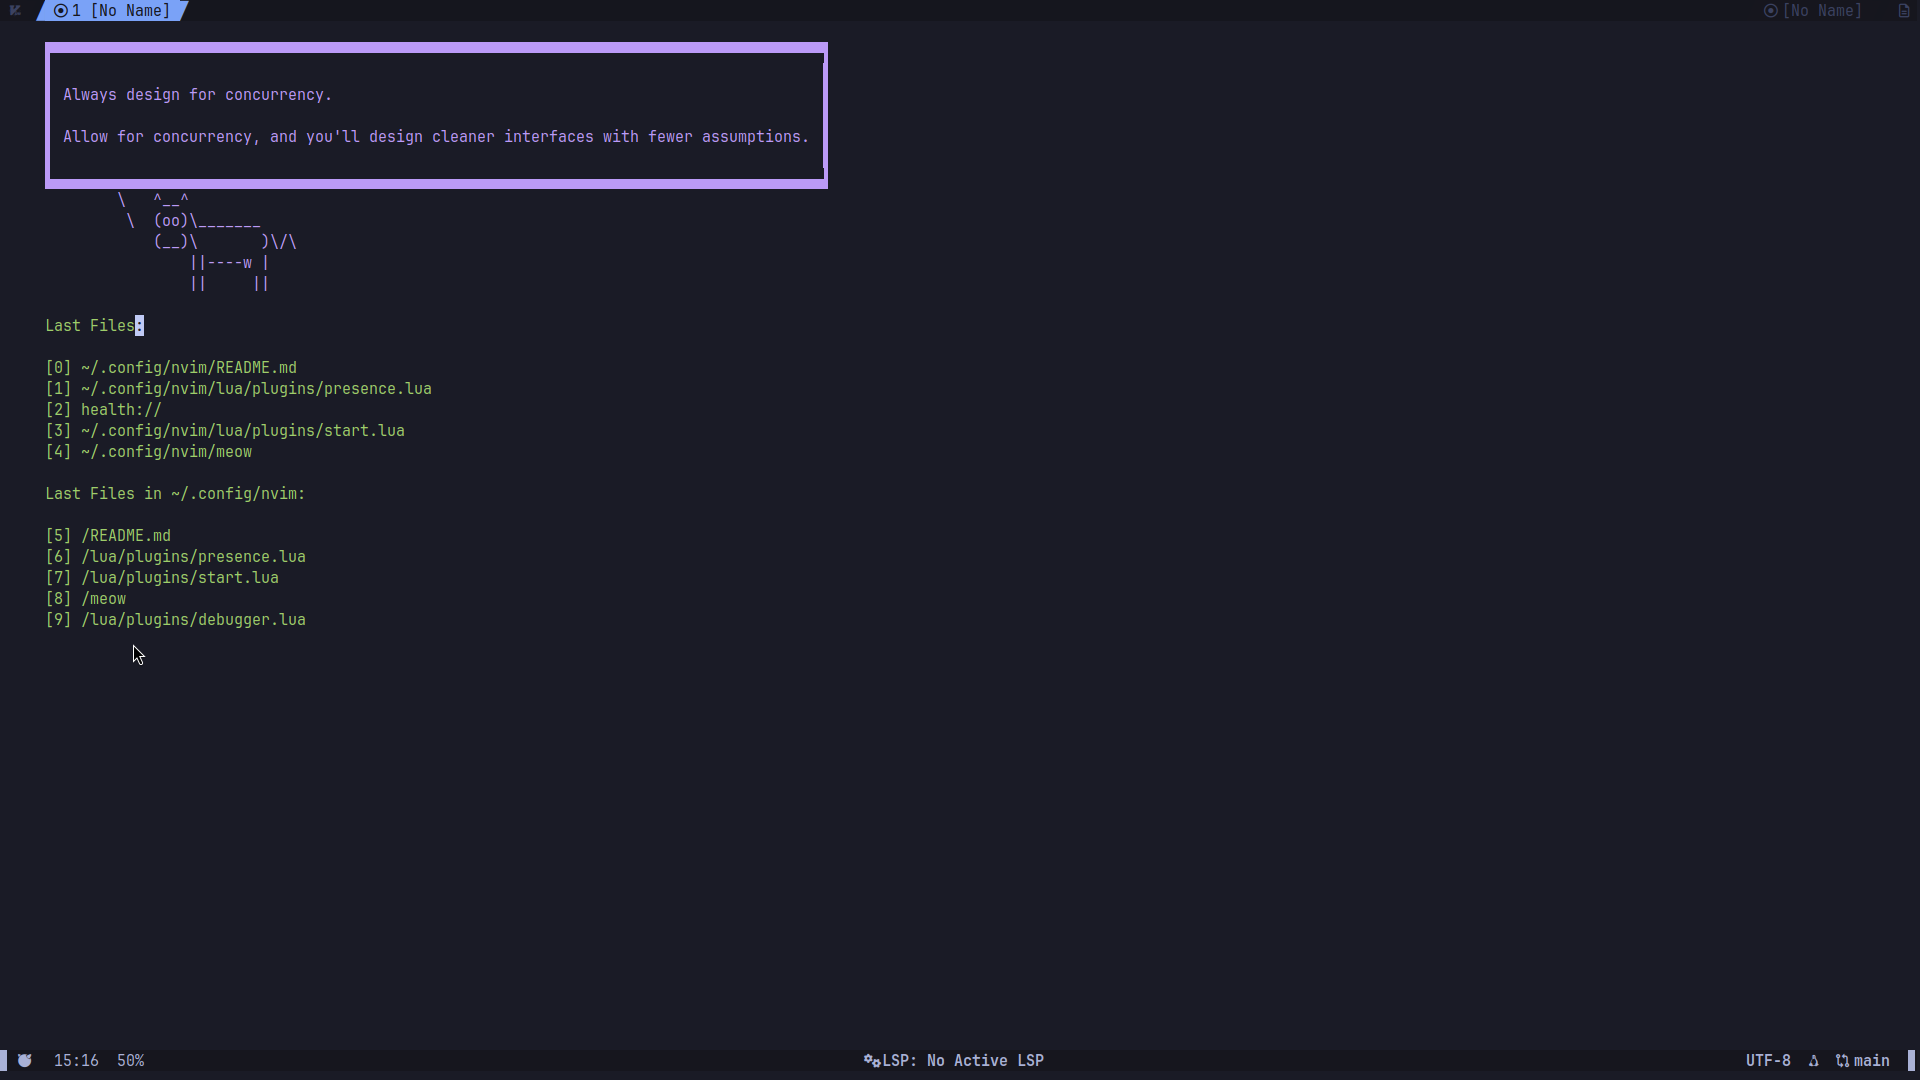 1 [No Name]
[No Name]
Always design for concurrency.
Allow for concurrency, and you'll design cleaner interfaces with fewer assumptions.
        \   ^__^
         \  (oo)\_______
            (__)\       )\/\
                ||----w |
                ||     ||
Last Files:
[0] ~/.config/nvim/README.md
[1] ~/.config/nvim/lua/plugins/presence.lua
[2] health://
[3] ~/.config/nvim/lua/plugins/start.lua
[4] ~/.config/nvim/meow
Last Files in ~/.config/nvim:
[5] /README.md
[6] /lua/plugins/presence.lua
[7] /lua/plugins/start.lua
[8] /meow
[9] /lua/plugins/debugger.lua
15:16 50%
LSP: No Active LSP
UTF-8
main